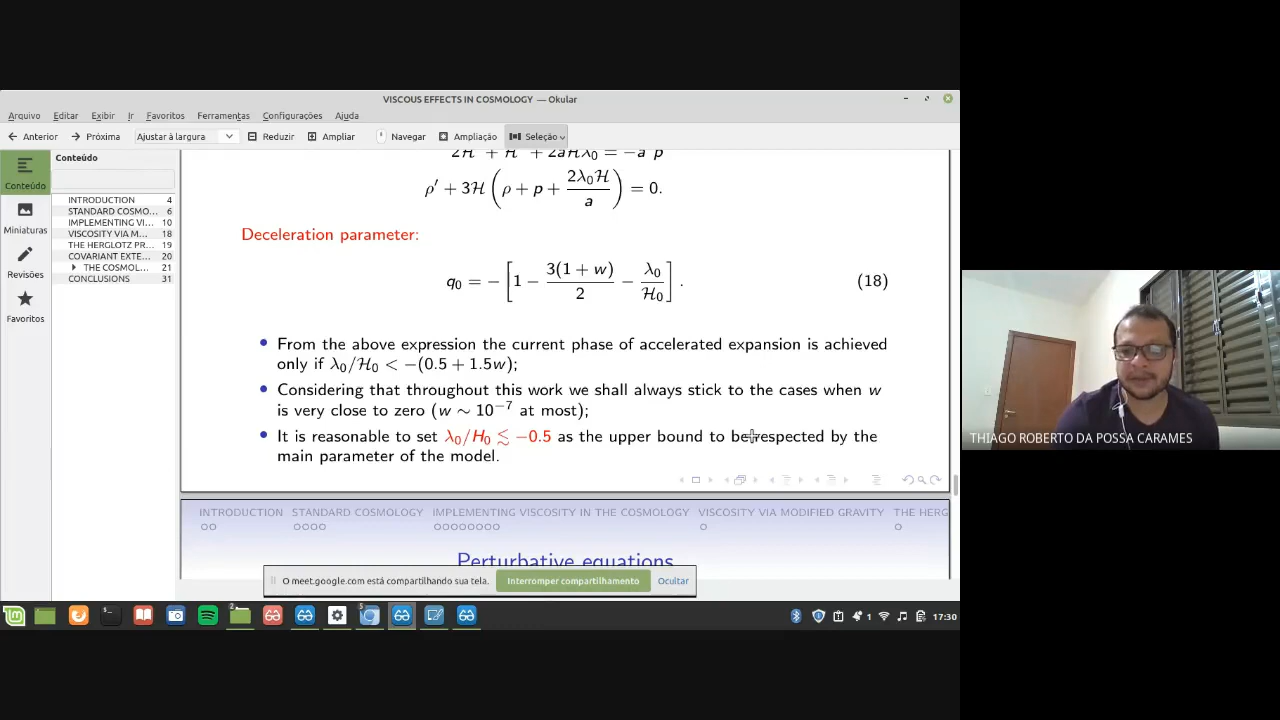 VISCOUS EFFECTS IN COSMOLOGY — Okular
Arquivo Editar Exibir Ir Favoritos Ferramentas Configurações Ajuda
Anterior Próxima Ajustar à largura Reduzir Ampliar Navegar Ampliação Seleção
Conteúdo
Miniaturas
Revisões
Favoritos
Conteúdo
INTRODUCTION 4
STANDARD COSMO... 6
IMPLEMENTING VI... 10
VISCOSITY VIA M... 18
THE HERGLOTZ PR... 19
COVARIANT EXTE... 20
THE COSMOL... 21
CONCLUSIONS 31
ρ′ + 3ℋ (ρ + p + 2λ₀ℋ / a) = 0.
Deceleration parameter:
q₀ = − [1 − 3(1 + w) / 2 − λ₀ / ℋ₀] . (18)
From the above expression the current phase of accelerated expansion is achieved
only if λ₀/ℋ₀ < −(0.5 + 1.5w);
Considering that throughout this work we shall always stick to the cases when w
is very close to zero (w ∼ 10⁻⁷ at most);
It is reasonable to set λ₀/H₀ ≲ −0.5 as the upper bound to be respected by the
main parameter of the model.
INTRODUCTION STANDARD COSMOLOGY IMPLEMENTING VISCOSITY IN THE COSMOLOGY VISCOSITY VIA MODIFIED GRAVITY THE HERG
Perturbative equations
O meet.google.com está compartilhando sua tela. Interromper compartilhamento Ocultar
1 17:30
THIAGO ROBERTO DA POSSA CARAMES